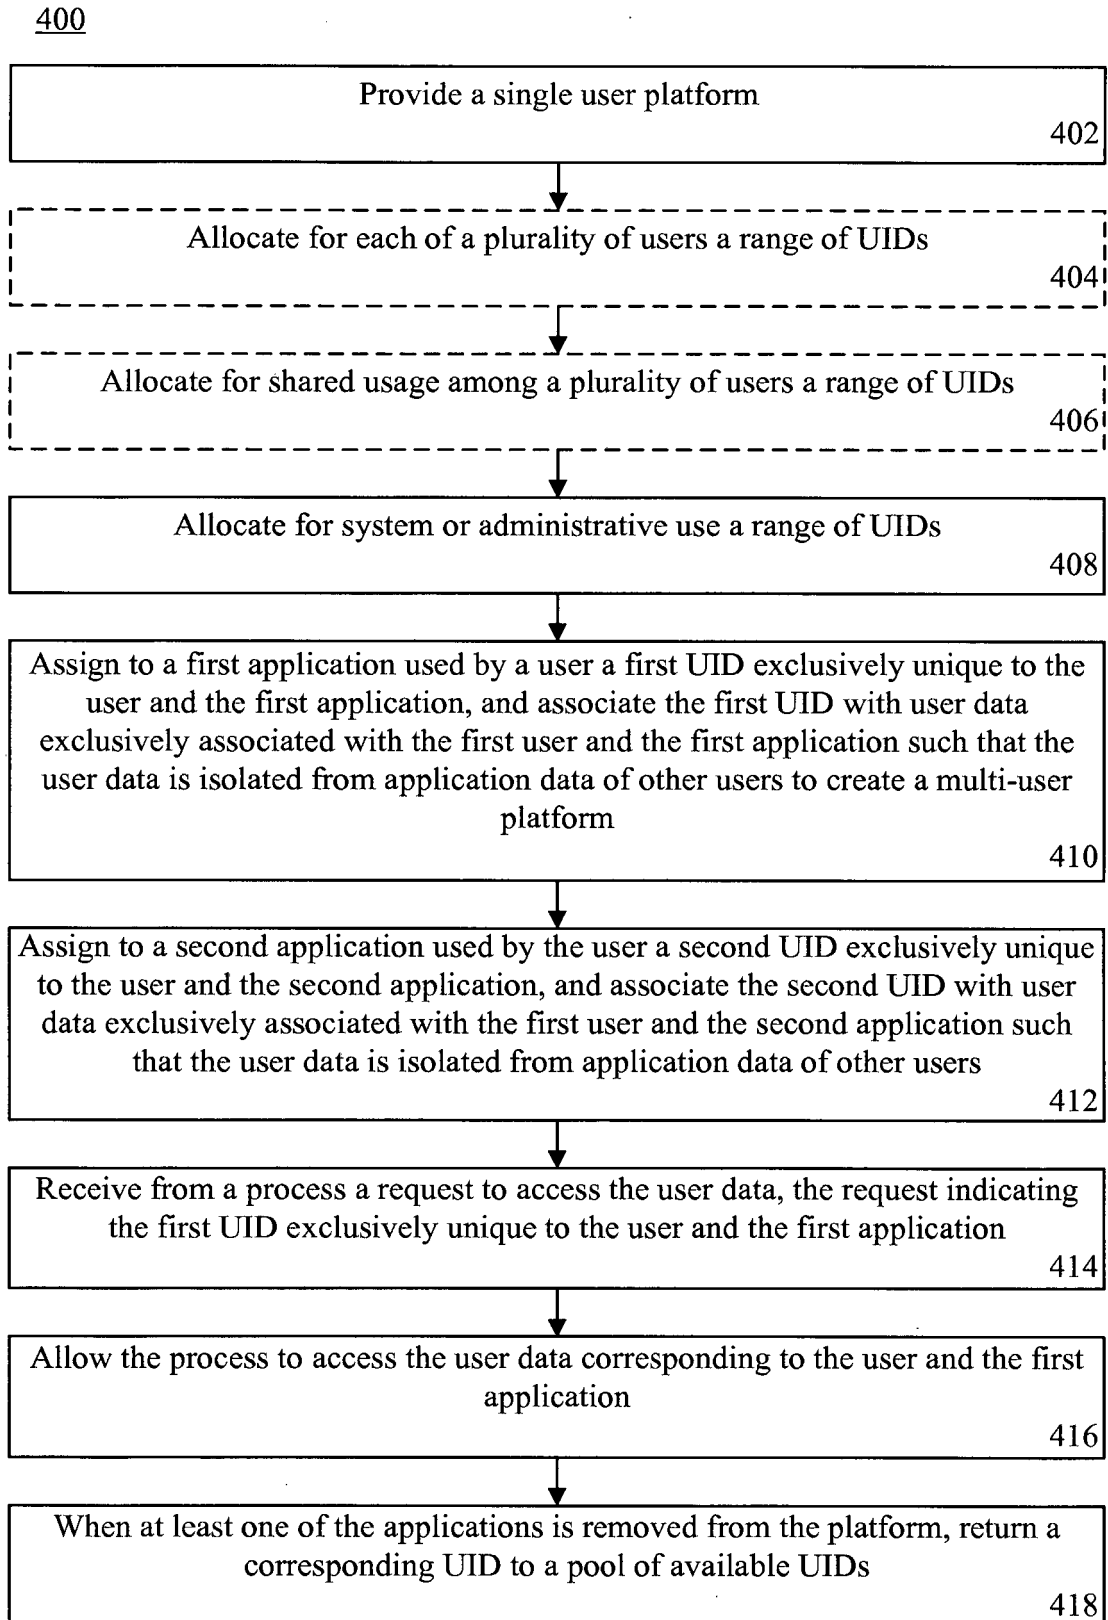 400
Provide a single user platform
402
Allocate for each of a plurality of users a range of UIDs
404
Allocate for shared usage among a plurality of users a range of UIDs
406
Allocate for system or administrative use a range of UIDs
408
Assign to a first application used by a user a first UID exclusively unique to the
user and the first application, and associate the first UID with user data
exclusively associated with the first user and the first application such that the
user data is isolated from application data of other users to create a multi-user
platform
410
Assign to a second application used by the user a second UID exclusively unique
to the user and the second application, and associate the second UID with user
data exclusively associated with the first user and the second application such
that the user data is isolated from application data of other users
412
Receive from a process a request to access the user data, the request indicating
the first UID exclusively unique to the user and the first application
414
Allow the process to access the user data corresponding to the user and the first
application
416
When at least one of the applications is removed from the platform, return a
corresponding UID to a pool of available UIDs
418